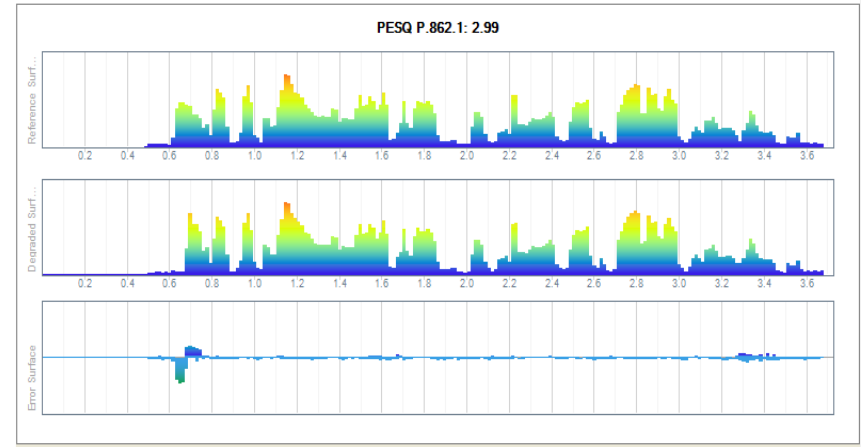 PESQ P.862.1: 2.99
Reference Surf...
0.2 0.4 0.6 0.8 1.0 1.2 1.4 1.6 1.8 2.0 2.2 2.4 2.6 2.8 3.0 3.2 3.4 3.6
Degraded Surf...
0.2 0.4 0.6 0.8 1.0 1.2 1.4 1.6 1.8 2.0 2.2 2.4 2.6 2.8 3.0 3.2 3.4 3.6
Error Surface